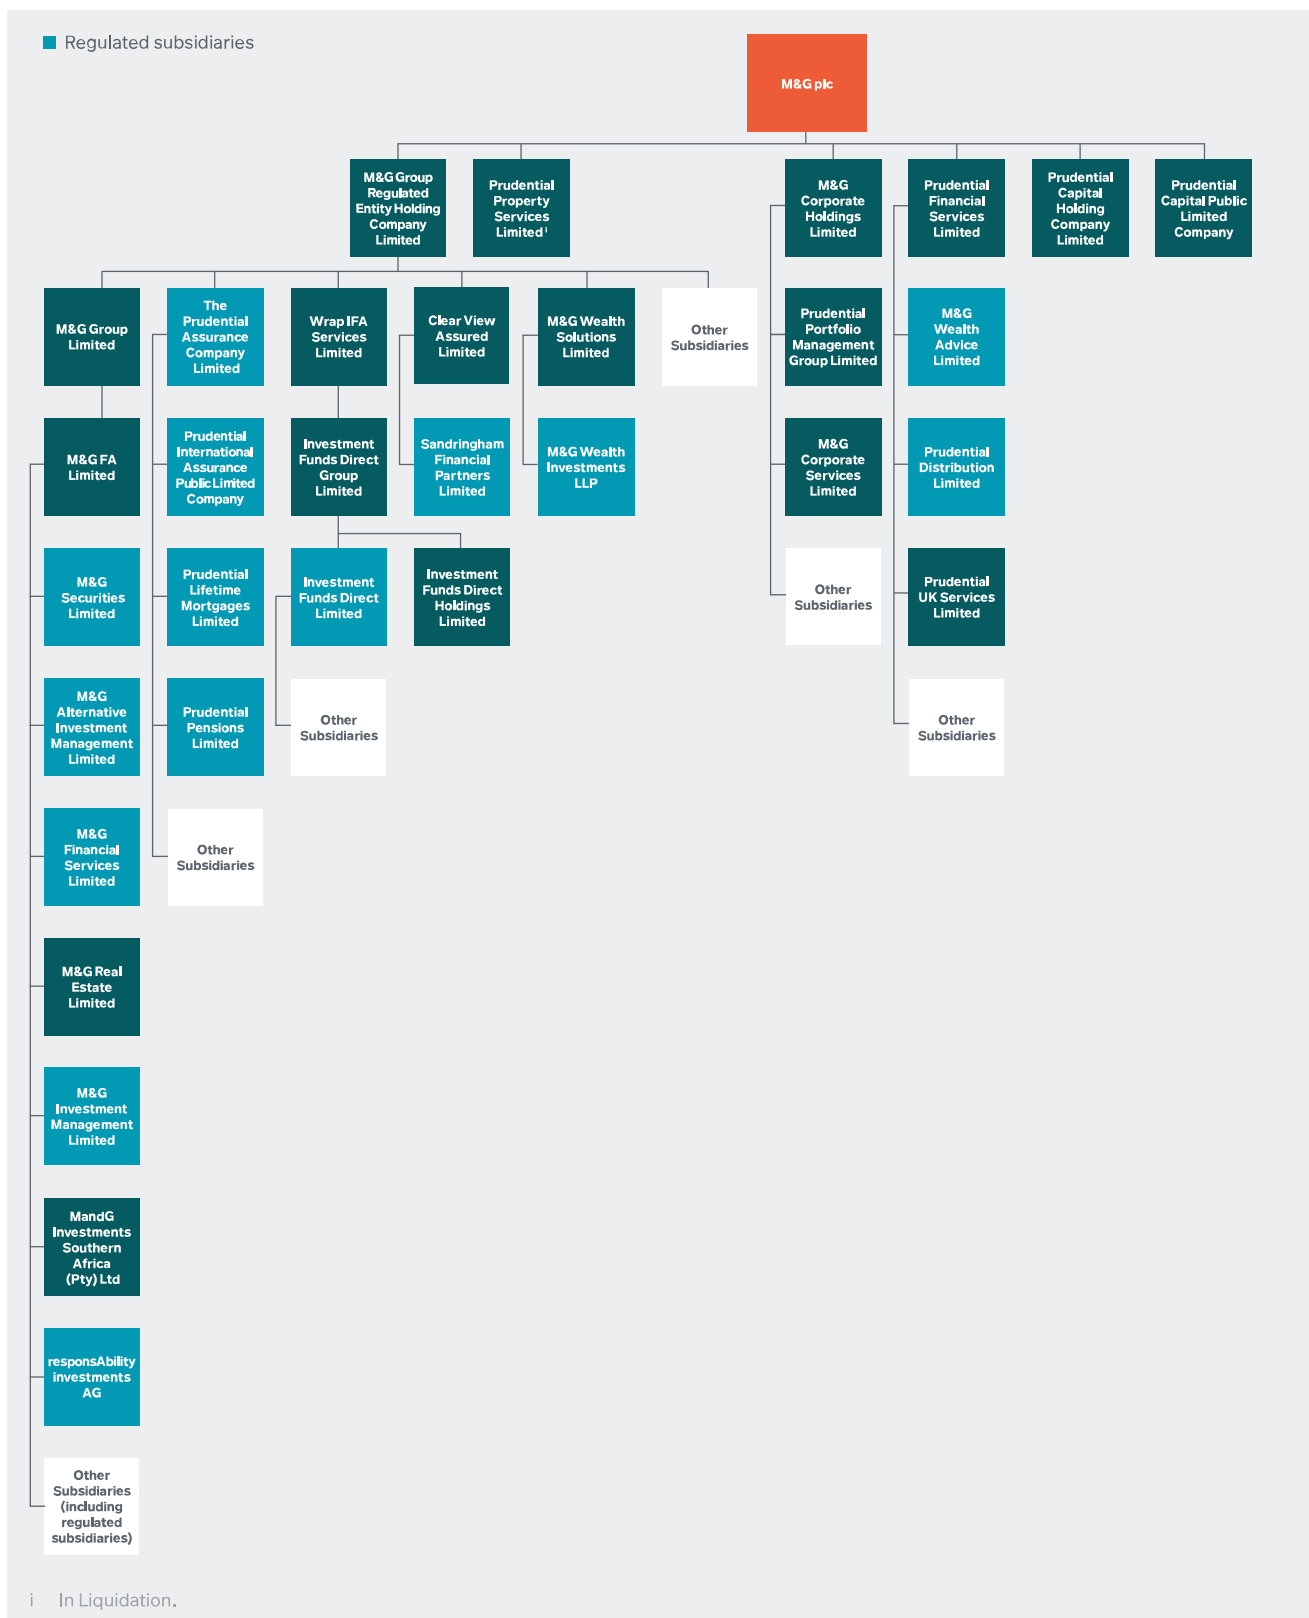 Regulated subsidiaries
M&G plc
M&G Group
Regulated
Entity Holding
Company
Limited
Prudential
Property
Services
Limited i
M&G
Corporate
Holdings
Limited
Prudential
Financial
Services
Limited
Prudential
Capital
Holding
Company
Limited
Prudential
Capital Public
Limited
Company
M&G Group
Limited
The
Prudential
Assurance
Company
Limited
Wrap IFA
Services
Limited
Clear View
Assured
Limited
M&G Wealth
Solutions
Limited
Other
Subsidiaries
Prudential
Portfolio
Management
Group Limited
M&G
Wealth
Advice
Limited
M&G FA
Limited
Prudential
International
Assurance
Public Limited
Company
Investment
Funds Direct
Group
Limited
Sandringham
Financial
Partners
Limited
M&G Wealth
Investments
LLP
M&G
Corporate
Services
Limited
Prudential
Distribution
Limited
M&G
Securities
Limited
Prudential
Lifetime
Mortgages
Limited
Investment
Funds Direct
Limited
Investment
Funds Direct
Holdings
Limited
Other
Subsidiaries
Prudential
UK Services
Limited
M&G
Alternative
Investment
Management
Limited
Prudential
Pensions
Limited
Other
Subsidiaries
Other
Subsidiaries
M&G
Financial
Services
Limited
Other
Subsidiaries
M&G Real
Estate
Limited
M&G
Investment
Management
Limited
MandG
Investments
Southern
Africa
(Pty) Ltd
responsAbility
investments
AG
Other
Subsidiaries
(including
regulated
subsidiaries)
i In Liquidation.